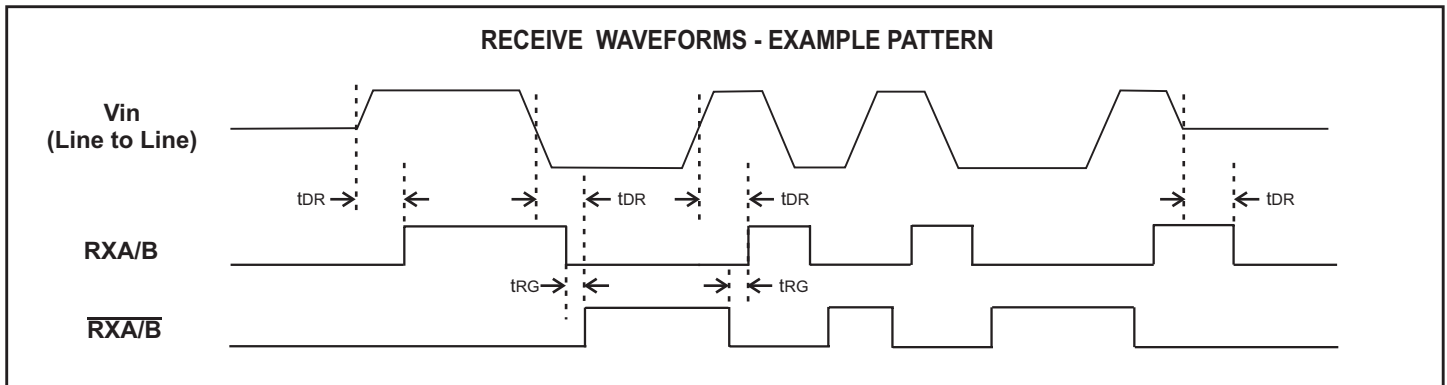 RECEIVE WAVEFORMS - EXAMPLE PATTERN
Vin
(Line to Line)
tDR
tDR
tDR
tDR
RXA/B
tRG
tRG
RXA/B